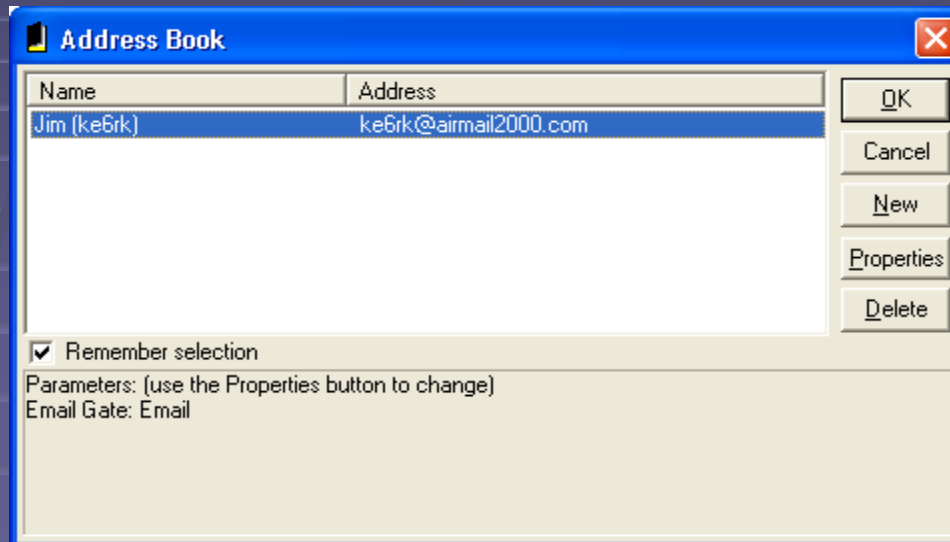 Address Book
Name Address
Jim (ke6rk) ke6rk@airmail2000.com
OK
Cancel
New
Properties
Delete
Remember selection
Parameters: (use the Properties button to change)
Email Gate: Email